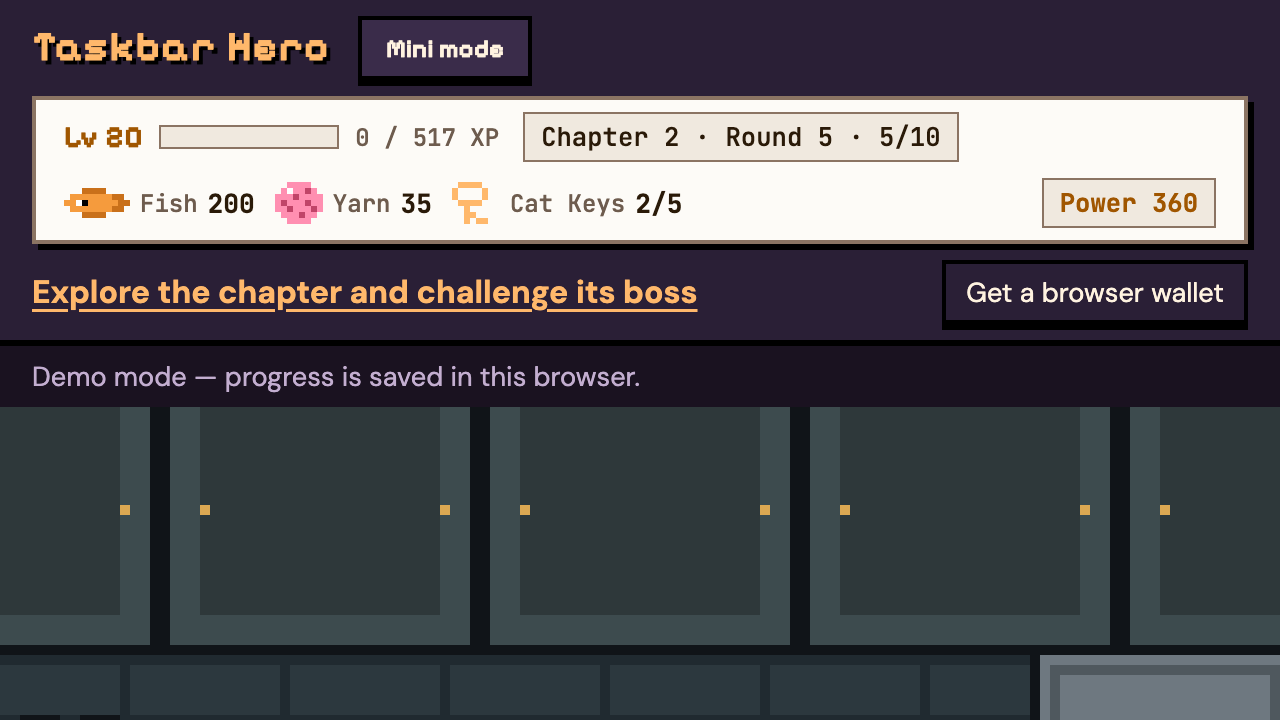 Taskbar Hero
Mini mode
Lv 80 0 / 517 XP Chapter 2 · Round 5 · 5/10
Fish 200 Yarn 35 Cat Keys 2/5 Power 360
Explore the chapter and challenge its boss
Get a browser wallet
Demo mode — progress is saved in this browser.